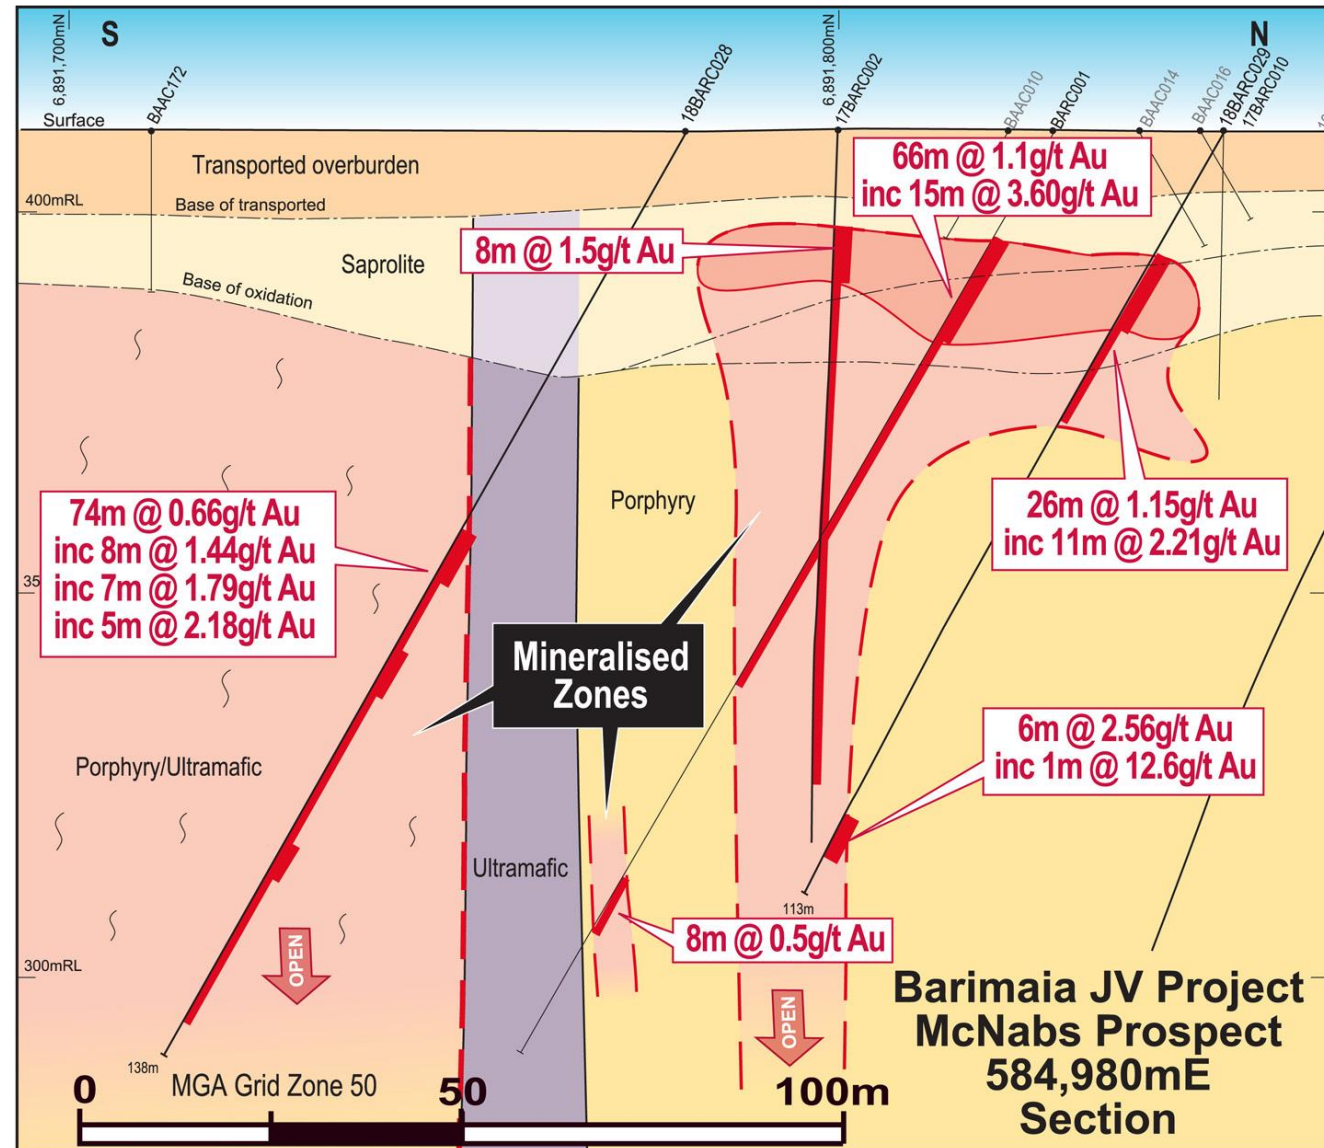 S
N
6,891,700mN
6,891,800mN
BAAC172
18BARC028
17BARC002
BAAC010
BARC001
BAAC014
BAAC016
18BARC029
17BARC010
Surface
Transported overburden
66m @ 1.1g/t Au
inc 15m @ 3.60g/t Au
400mRL
Base of transported
8m @ 1.5g/t Au
Saprolite
Base of oxidation
74m @ 0.66g/t Au
inc 8m @ 1.44g/t Au
inc 7m @ 1.79g/t Au
inc 5m @ 2.18g/t Au
Porphyry
26m @ 1.15g/t Au
inc 11m @ 2.21g/t Au
35
Mineralised
Zones
6m @ 2.56g/t Au
inc 1m @ 12.6g/t Au
Porphyry/Ultramafic
Ultramafic
113m
8m @ 0.5g/t Au
OPEN
300mRL
OPEN
138m
MGA Grid Zone 50
0
50
100m
Barimaia JV Project
McNabs Prospect
584,980mE
Section